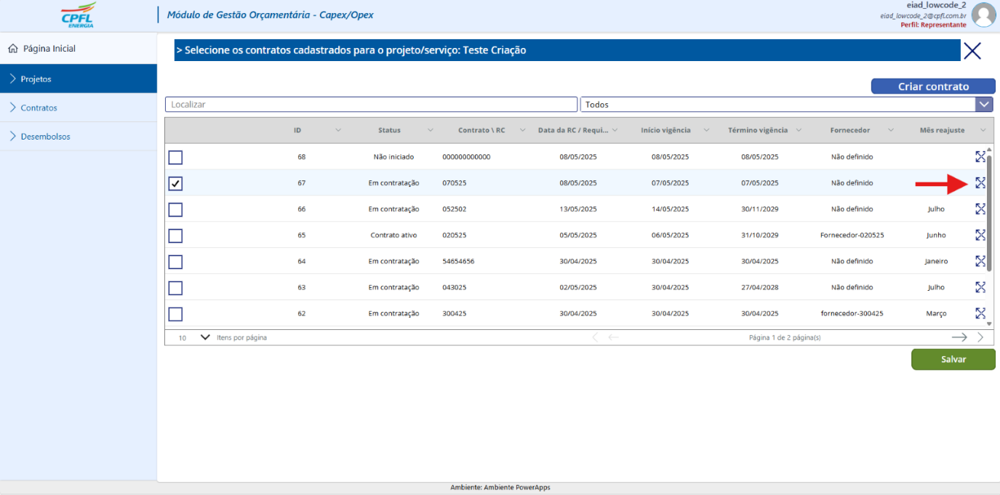 CPFL
ENERGIA
Módulo de Gestão Orçamentária - Capex/Opex
eiad_lowcode_2
eiad_lowcode_2@cpfl.com.br
Perfil: Representante
Página Inicial
Projetos
Contratos
Desembolsos
> Selecione os contratos cadastrados para o projeto/serviço: Teste Criação
Criar contrato
Localizar Todos
ID Status Contrato \ RC Data da RC / Requi... Início vigência Término vigência Fornecedor Mês reajuste
68 Não iniciado 000000000000 08/05/2025 08/05/2025 08/05/2025 Não definido
67 Em contratação 070525 08/05/2025 07/05/2025 07/05/2025 Não definido
66 Em contratação 052502 13/05/2025 14/05/2025 30/11/2029 Não definido Julho
65 Contrato ativo 020525 05/05/2025 06/05/2025 31/10/2029 Fornecedor-020525 Junho
64 Em contratação 54654656 30/04/2025 30/04/2025 30/04/2025 Não definido Janeiro
63 Em contratação 043025 02/05/2025 30/04/2025 27/04/2028 Não definido Julho
62 Em contratação 300425 30/04/2025 30/04/2025 30/04/2025 fornecedor-300425 Março
10 Itens por página Página 1 de 2 página(s)
Salvar
Ambiente: Ambiente PowerApps